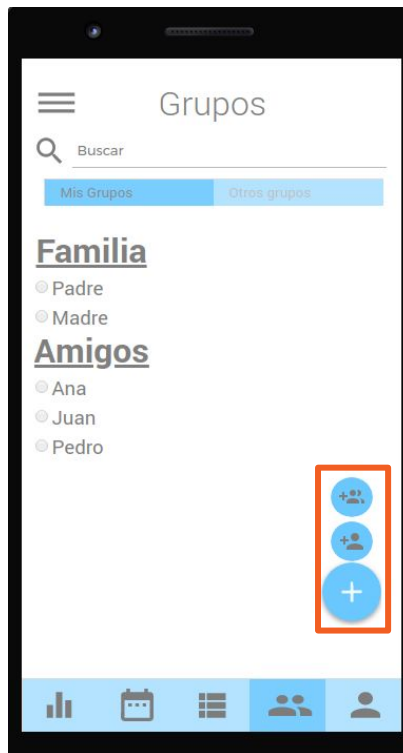 Grupos
Buscar
Mis Grupos Otros grupos
Familia
Padre
Madre
Amigos
Ana
Juan
Pedro